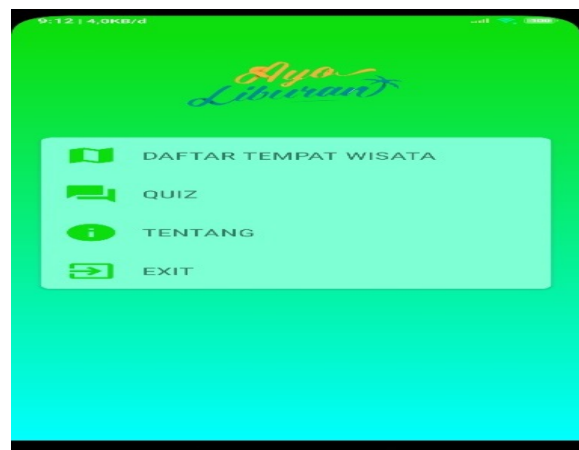 9:12 | 4,0KB/d
Ayo
Liburan
DAFTAR TEMPAT WISATA
QUIZ
TENTANG
EXIT